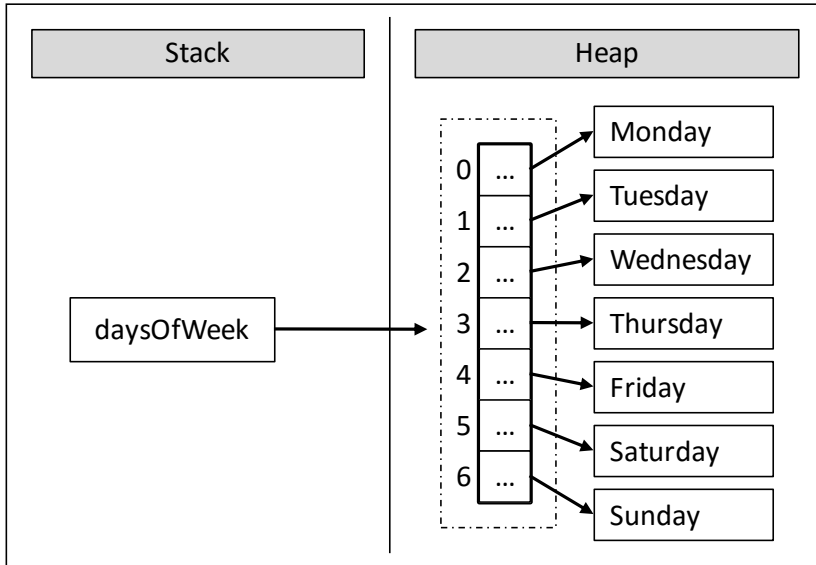 Stack
Heap
Monday
0 ...
Tuesday
1 ...
Wednesday
2 ...
daysOfWeek
3 ...
Thursday
4 ...
Friday
5 ...
Saturday
6 ...
Sunday